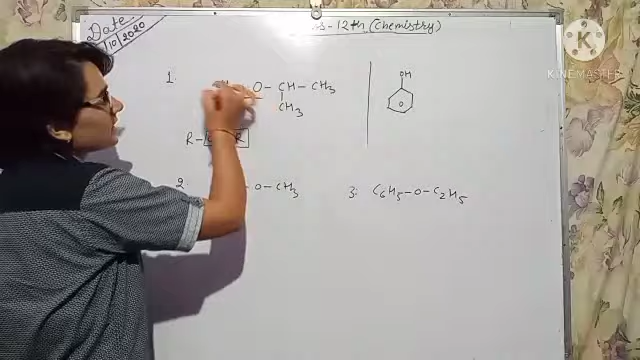 Date
/10/2020
12th (Chemistry)
1.
O - CH - CH3
CH3
OH
R -
R
2
- O - CH3
3. C6H5 - O - C2H5
KINEMASTER